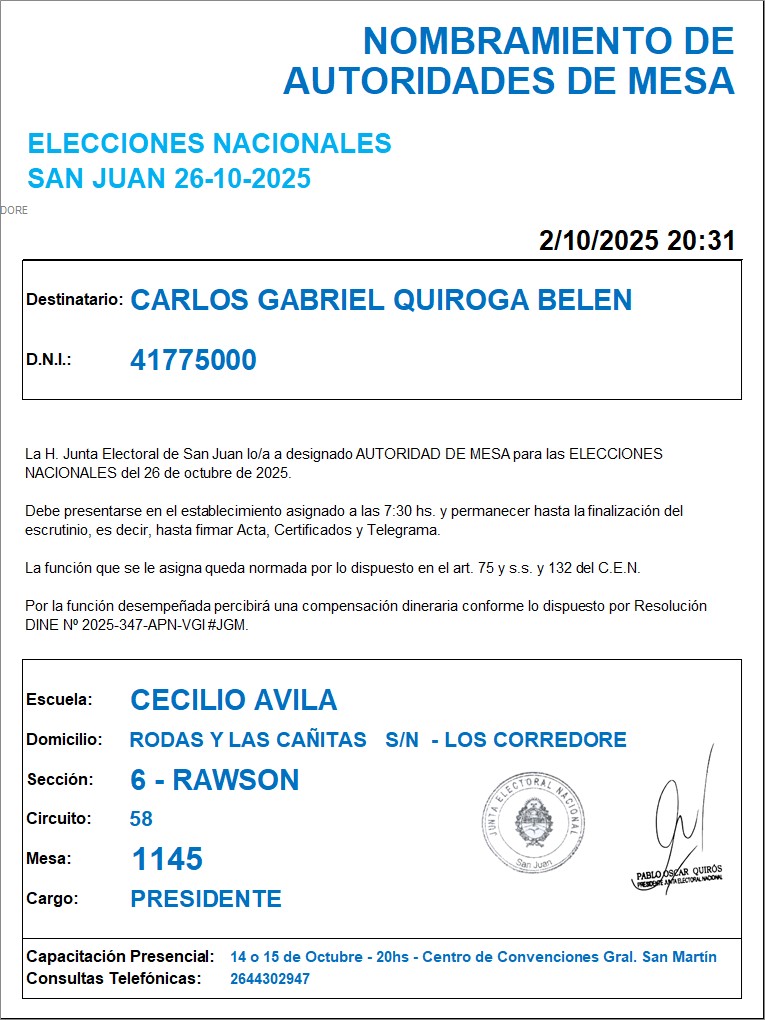 NOMBRAMIENTO DE
AUTORIDADES DE MESA
ELECCIONES NACIONALES
SAN JUAN 26-10-2025
DORE
2/10/2025 20:31
Destinatario: CARLOS GABRIEL QUIROGA BELEN
D.N.I.: 41775000
La H. Junta Electoral de San Juan lo/a a designado AUTORIDAD DE MESA para las ELECCIONES
NACIONALES del 26 de octubre de 2025.
Debe presentarse en el establecimiento asignado a las 7:30 hs. y permanecer hasta la finalización del
escrutinio, es decir, hasta firmar Acta, Certificados y Telegrama.
La función que se le asigna queda normada por lo dispuesto en el art. 75 y s.s. y 132 del C.E.N.
Por la función desempeñada percibirá una compensación dineraria conforme lo dispuesto por Resolución
DINE Nº 2025-347-APN-VGI#JGM.
Escuela: CECILIO AVILA
Domicilio: RODAS Y LAS CAÑITAS S/N - LOS CORREDORE
Sección: 6 - RAWSON
Circuito: 58
Mesa: 1145
Cargo: PRESIDENTE
JUNTA ELECTORAL NACIONAL
San Juan
PABLO OSCAR QUIRÓS
PRESIDENTE JUNTA ELECTORAL NACIONAL
Capacitación Presencial: 14 o 15 de Octubre - 20hs - Centro de Convenciones Gral. San Martín
Consultas Telefónicas: 2644302947